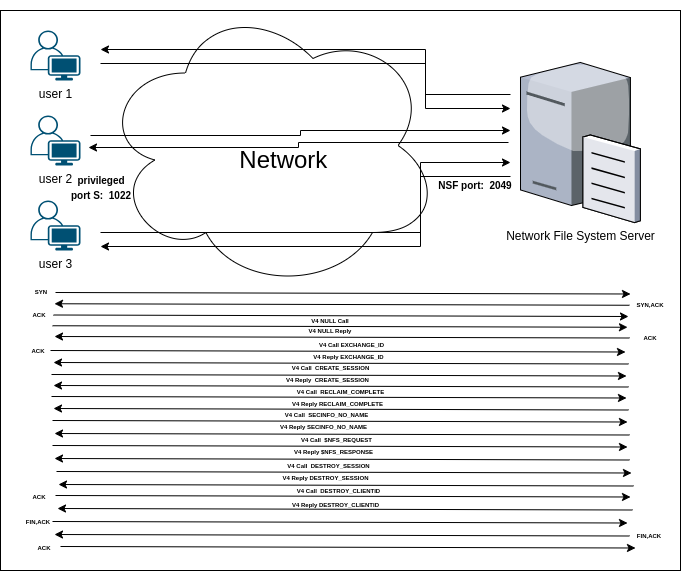 user 1
Network
user 2 privileged
port S: 1022
NSF port: 2049
Network File System Server
user 3
SYN
SYN,ACK
ACK
V4 NULL Call
V4 NULL Reply
ACK
V4 Call EXCHANGE_ID
ACK
V4 Reply EXCHANGE_ID
V4 Call CREATE_SESSION
V4 Reply CREATE_SESSION
V4 Call RECLAIM_COMPLETE
V4 Reply RECLAIM_COMPLETE
V4 Call SECINFO_NO_NAME
V4 Reply SECINFO_NO_NAME
V4 Call $NFS_REQUEST
V4 Reply $NFS_RESPONSE
V4 Call DESTROY_SESSION
V4 Reply DESTROY_SESSION
V4 Call DESTROY_CLIENTID
ACK
V4 Reply DESTROY_CLIENTID
FIN,ACK
FIN,ACK
ACK